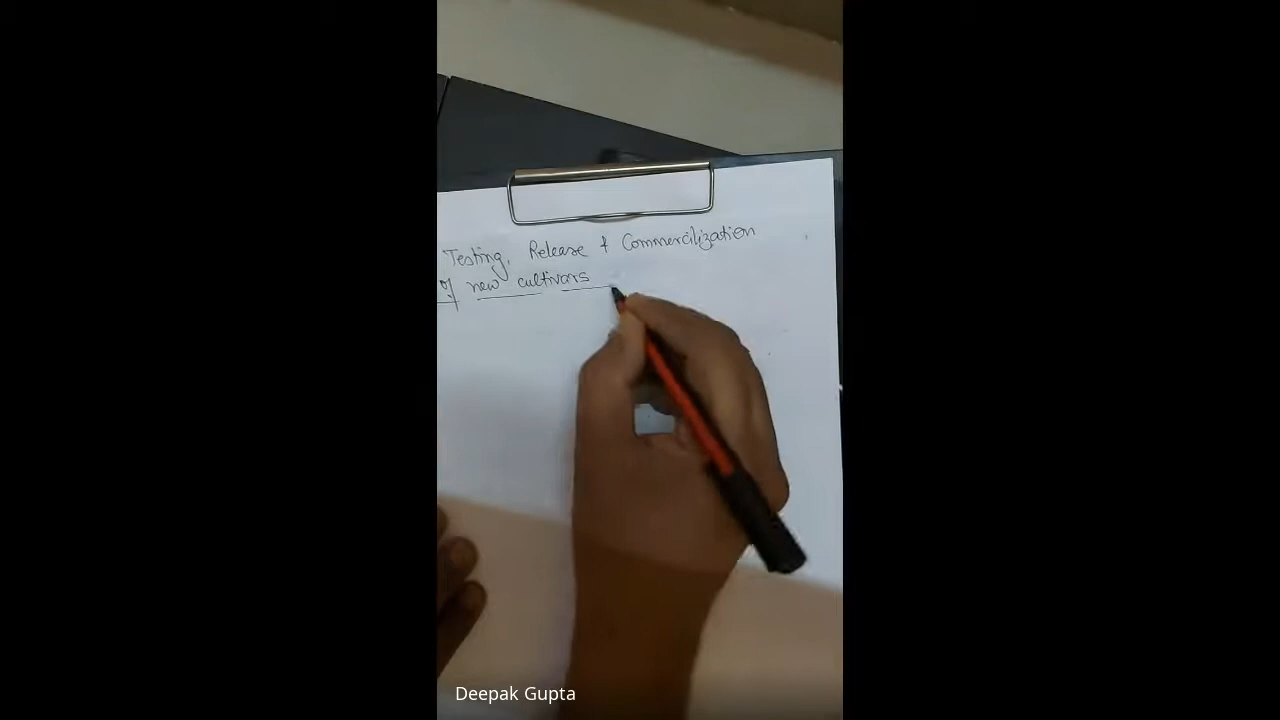 Testing, Release & Commercilization
of new cultivars
Deepak Gupta